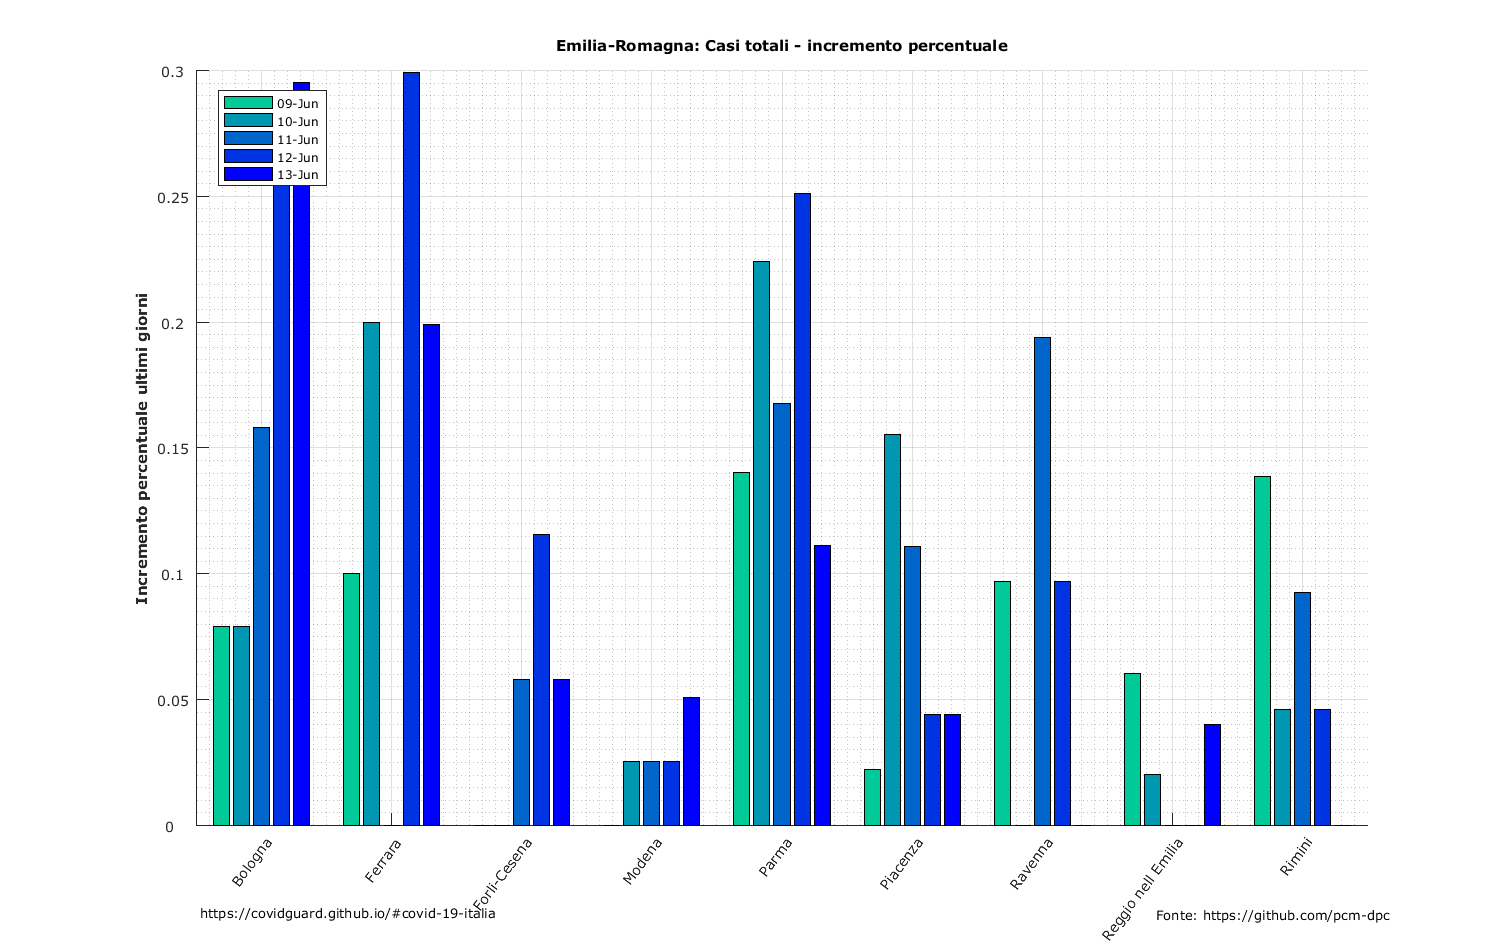 Emilia-Romagna: Casi totali - incremento percentuale
0.3
0.25
0.2
0.15
0.1
0.05
0
Incremento percentuale ultimi giorni
09-Jun
10-Jun
11-Jun
12-Jun
13-Jun
Bologna
Ferrara
Forlì-Cesena
Modena
Parma
Piacenza
Ravenna
Reggio nell Emilia
Rimini
https://covidguard.github.io/#covid-19-italia
Fonte: https://github.com/pcm-dpc